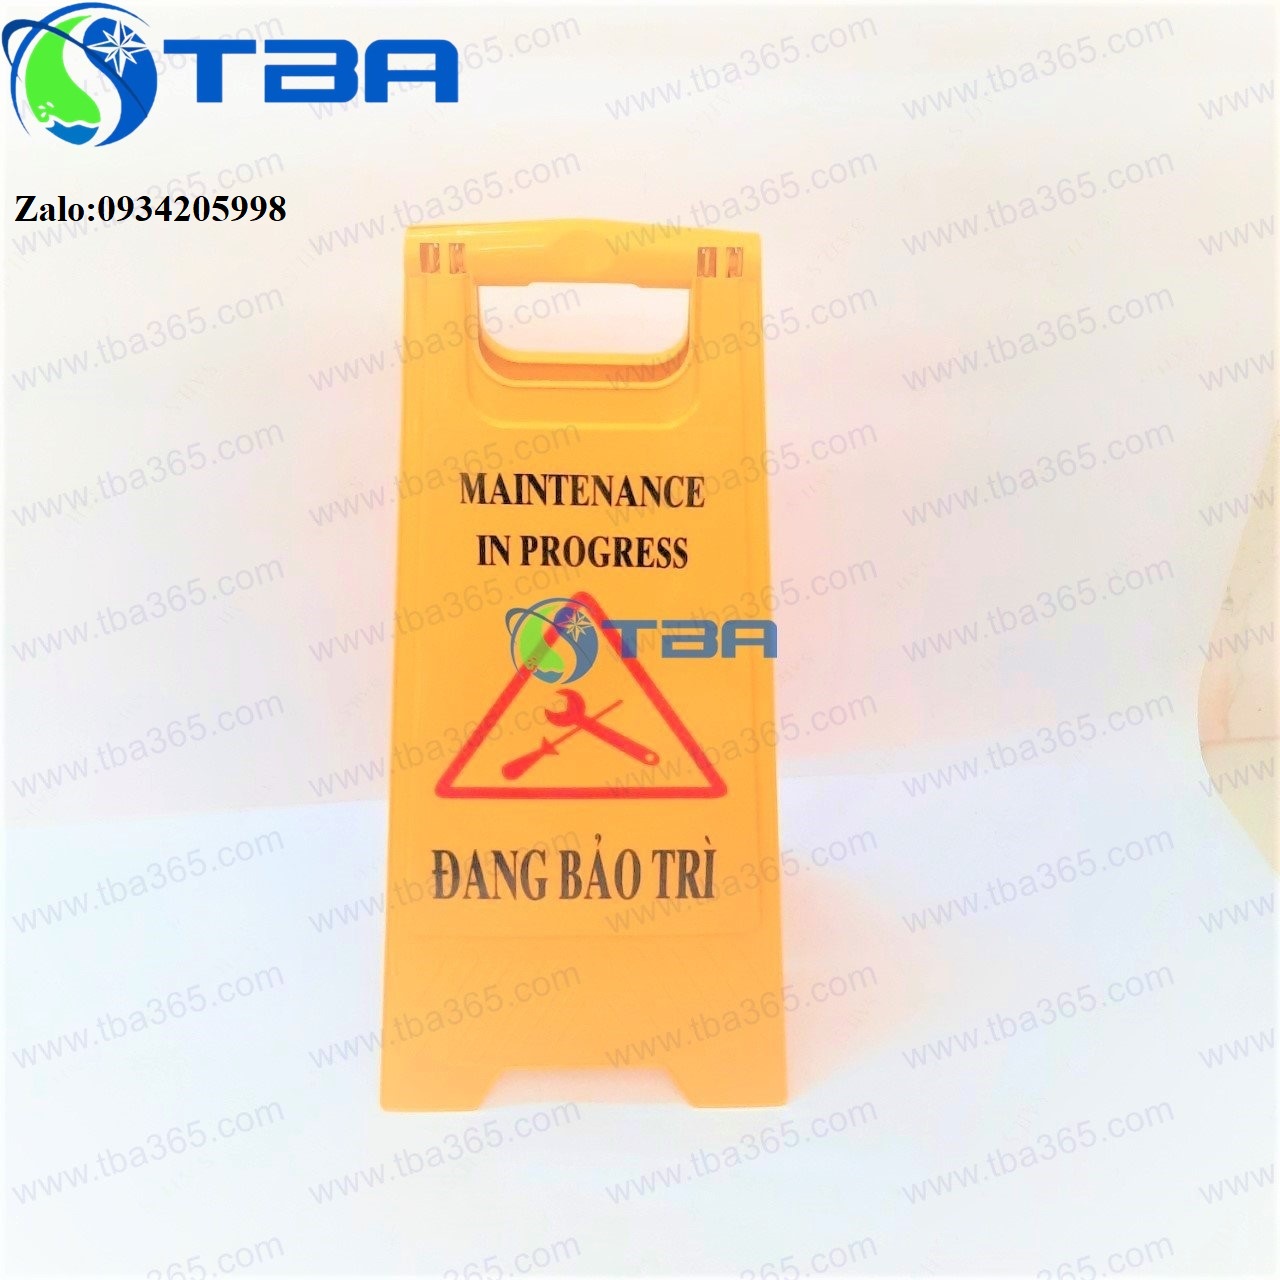 TBA
Zalo:0934205998
MAINTENANCE
IN PROGRESS
TBA
ĐANG BẢO TRÌ
www.tba365.com